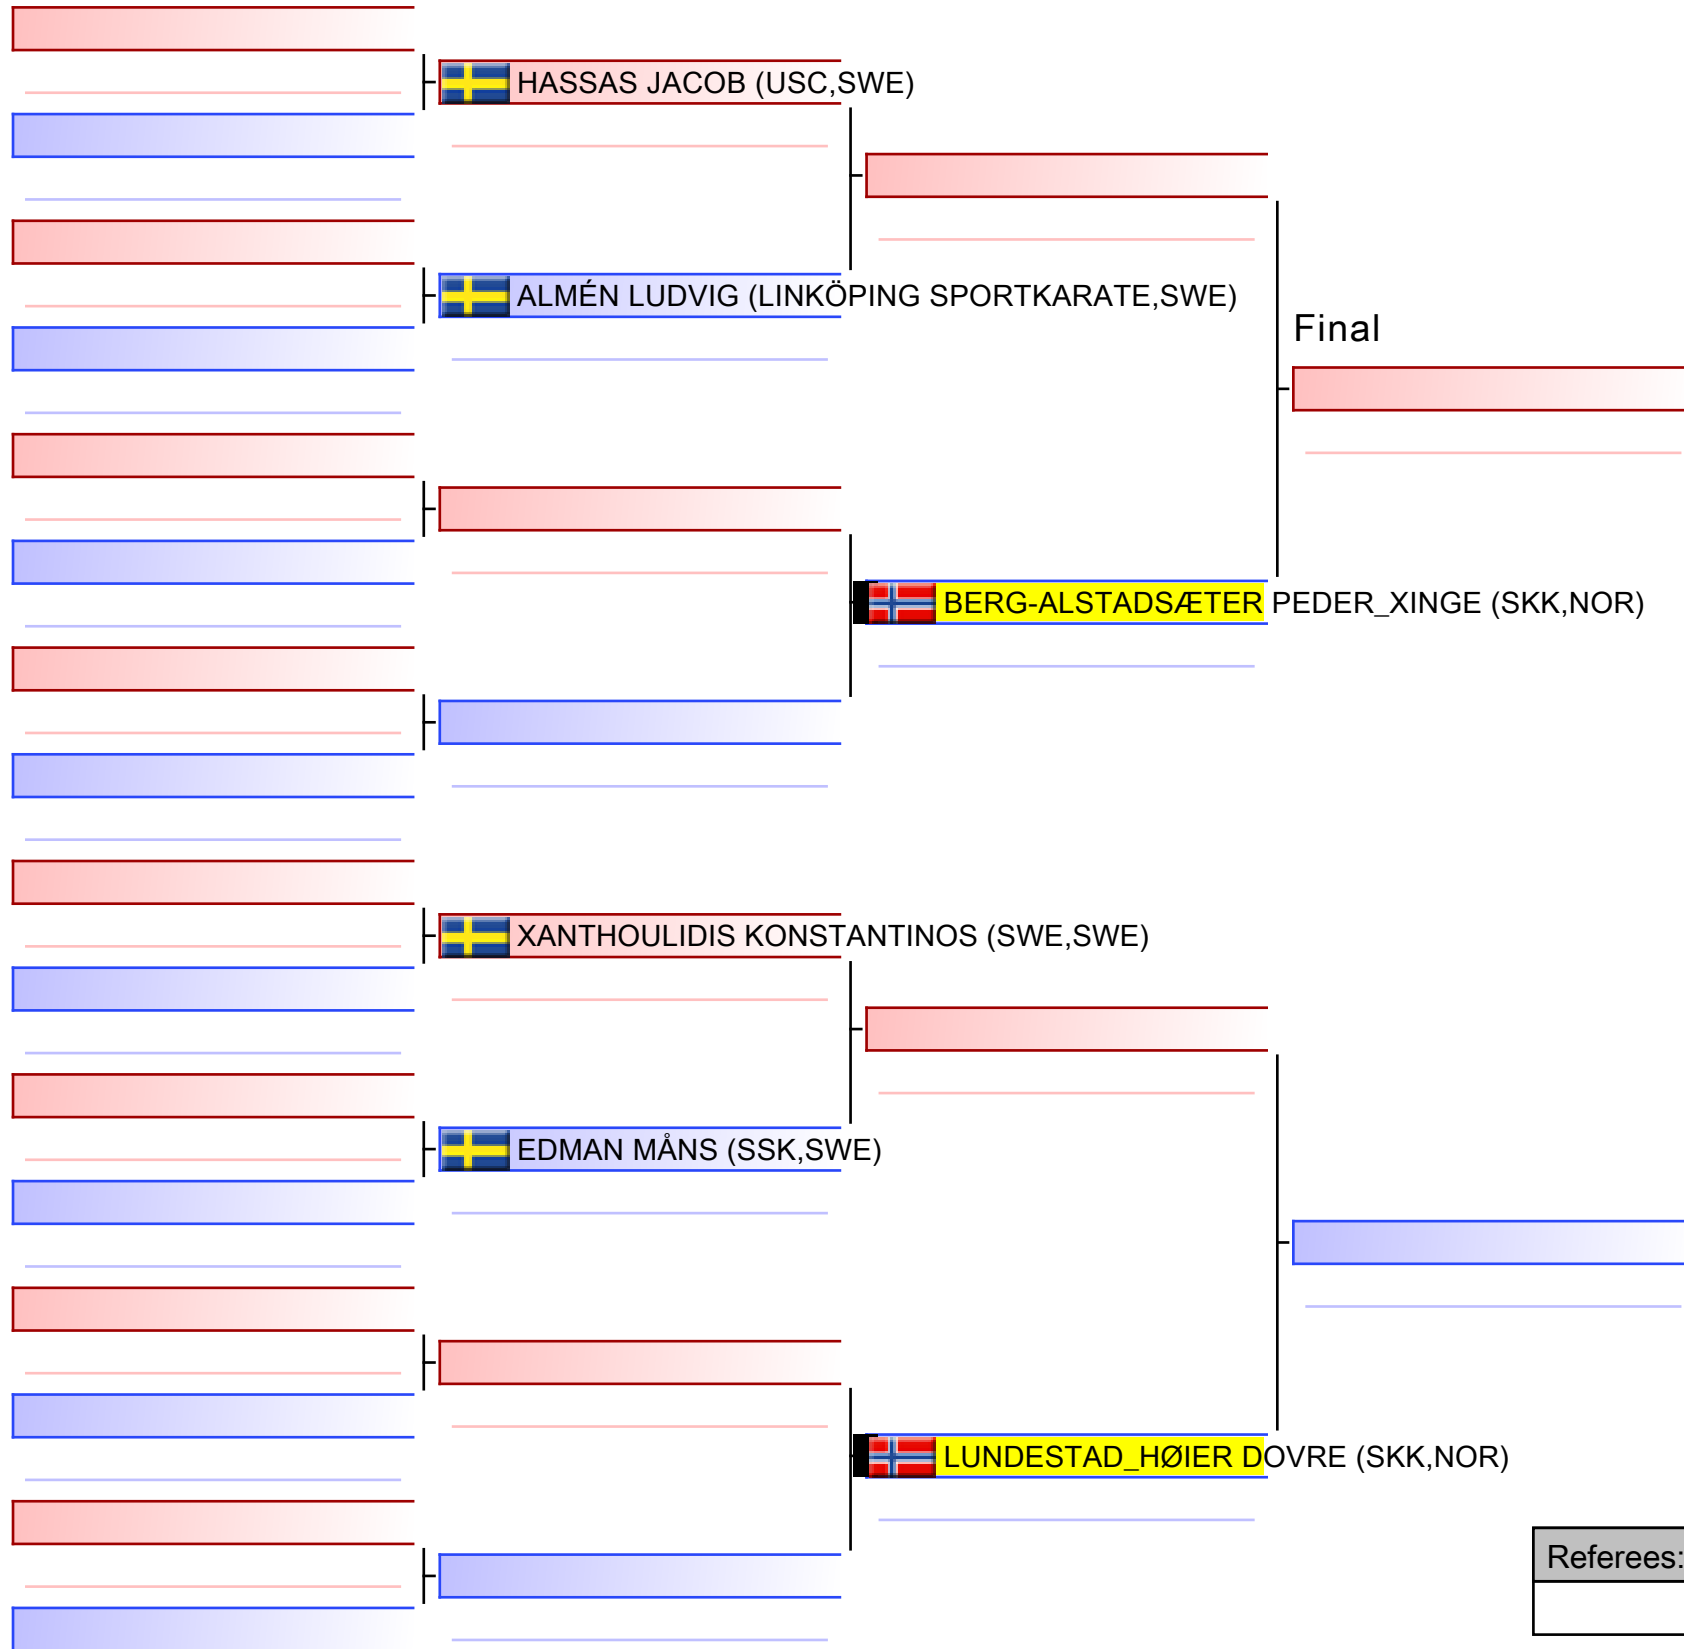 HASSAS JACOB (USC,SWE)
ALMÉN LUDVIG (LINKÖPING SPORTKARATE,SWE)
Final
BERG-ALSTADSÆTER PEDER_XINGE (SKK,NOR)
XANTHOULIDIS KONSTANTINOS (SWE,SWE)
EDMAN MÅNS (SSK,SWE)
LUNDESTAD_HØIER DOVRE (SKK,NOR)
Referees: